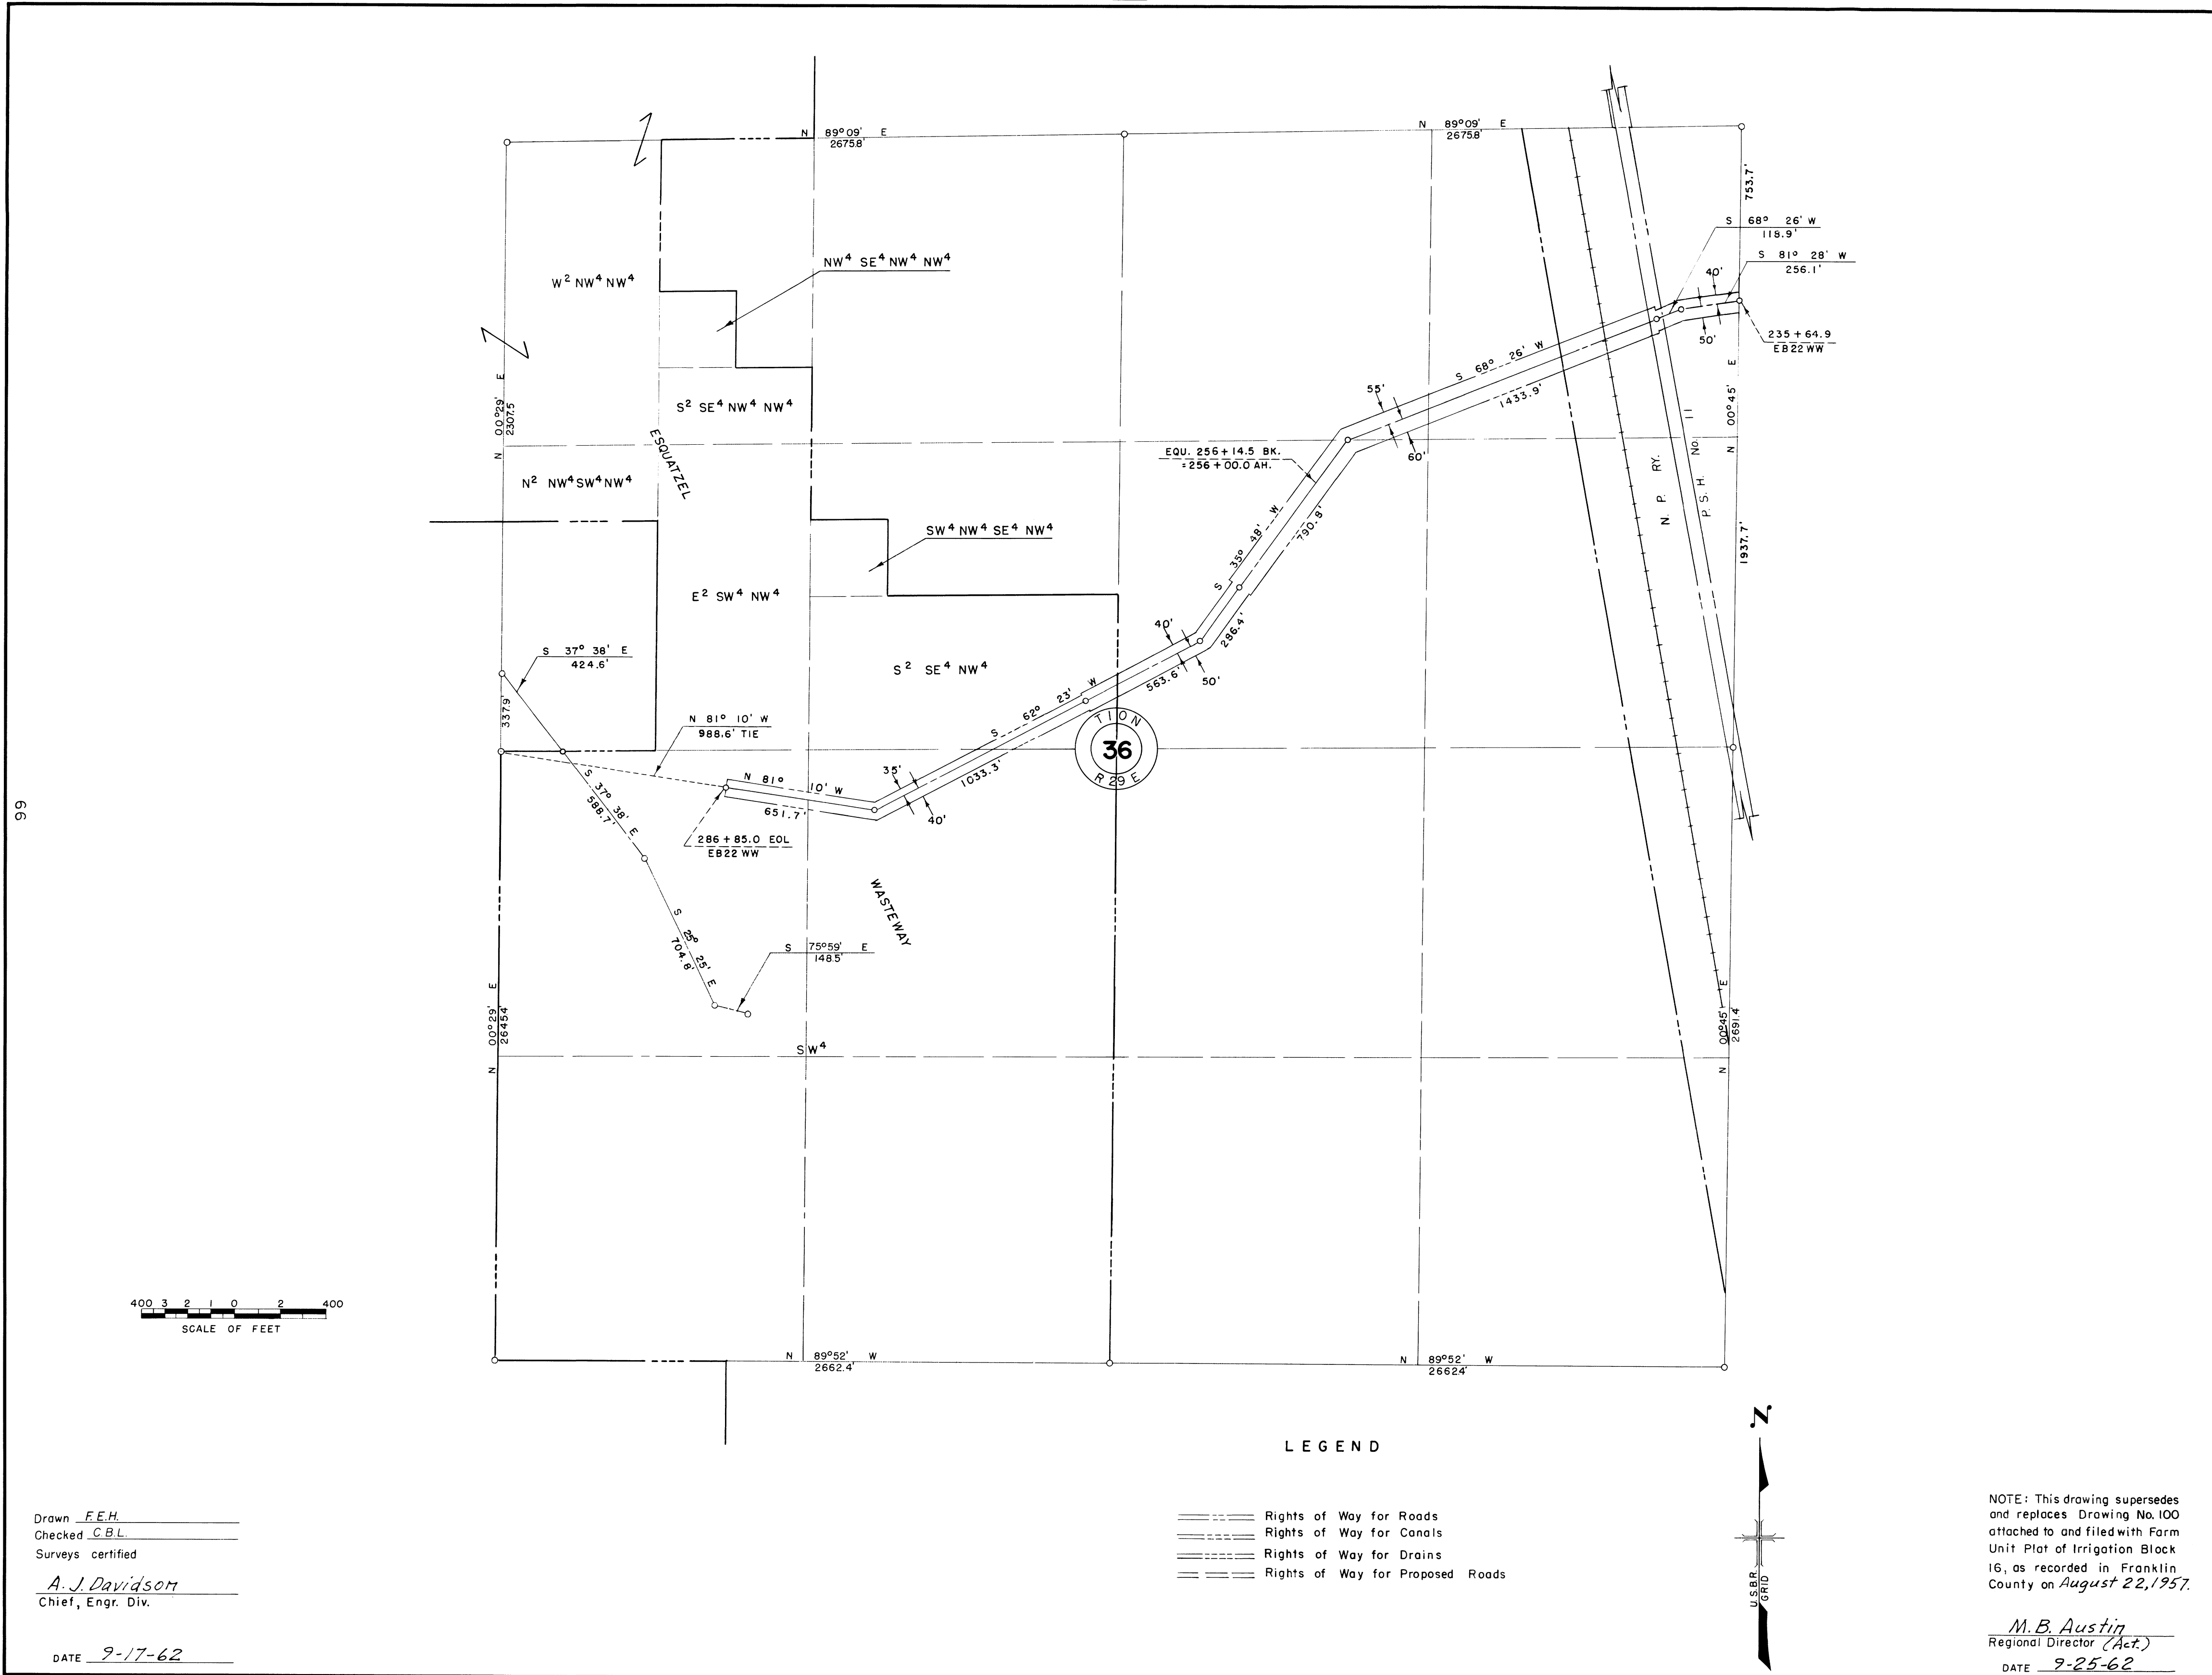 N 89°09' E
2675.8'
N 89°09' E
2675.8'
753.7'
S 68° 26' W
118.9'
S 81° 28' W
256.1'
40'
50'
235+64.9
EB22WW
NW⁴ SE⁴ NW⁴ NW⁴
W² NW⁴ NW⁴
N 00°29' E
2307.5
S² SE⁴ NW⁴ NW⁴
ESQUATZEL
N² NW⁴ SW⁴ NW⁴
S 68° 26' W
1433.9'
55'
60'
EQU. 256+14.5 BK.
=256+00.0 AH.
N 00°45' E
1937.7'
N. P. RY.
P. S. H. No. 11
SW⁴ NW⁴ SE⁴ NW⁴
S 35° 48' W
790.8'
286.4'
E² SW⁴ NW⁴
S² SE⁴ NW⁴
40'
50'
563.6'
S 62° 23' W
1033.3'
S 37° 38' E
424.6'
337.9'
N 81° 10' W
988.6' TIE
N 81° 10' W
651.7'
35'
40'
TION
36
R 29 E
S 37° 38' E
588.7'
286+85.0 EOL
EB22 WW
WASTEWAY
S 25° 25' E
704.8'
S 75°59' E
148.5'
N 00°29' E
2645.4'
N 00°45' E
2691.4'
SW⁴
N 89°52' W
2662.4'
N 89°52' W
2662.4'
66
400 3 2 1 0 2 400
SCALE OF FEET
Drawn F.E.H.
Checked C.B.L.
Surveys certified
A. J. Davidson
Chief, Engr. Div.
DATE 9-17-62
LEGEND
Rights of Way for Roads
Rights of Way for Canals
Rights of Way for Drains
Rights of Way for Proposed Roads
N
U.S.B.R.
GRID
NOTE: This drawing supersedes
and replaces Drawing No. 100
attached to and filed with Farm
Unit Plat of Irrigation Block
16, as recorded in Franklin
County on August 22, 1957.
M. B. Austin
Regional Director (Act.)
DATE 9-25-62